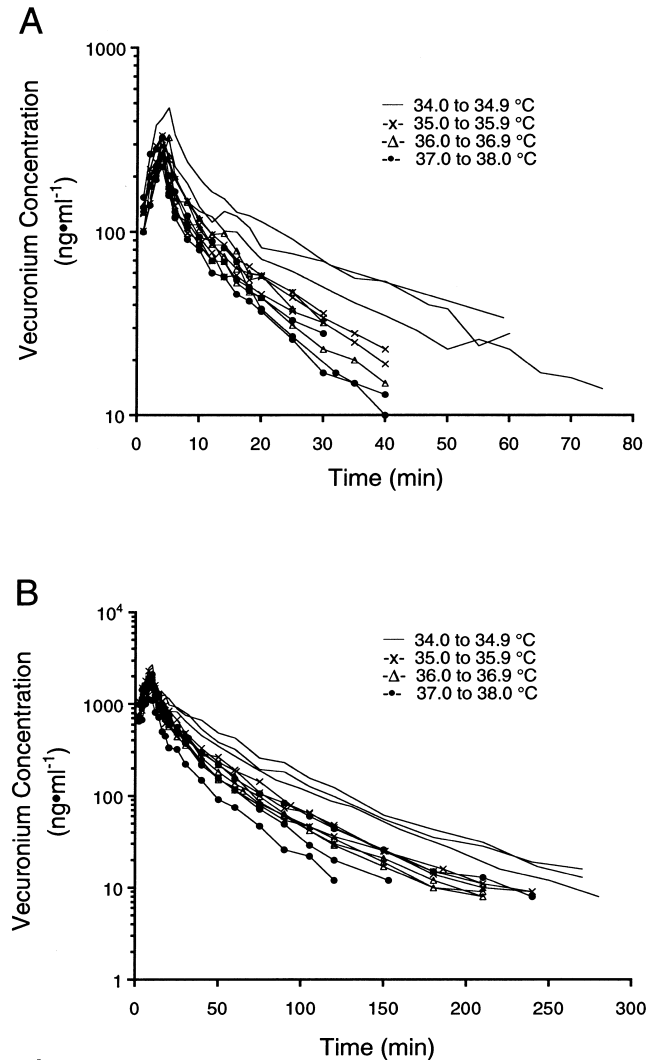 A
1000
100
10
Vecuronium Concentration
(ng•ml-1)
34.0 to 34.9 °C
-x- 35.0 to 35.9 °C
-Δ- 36.0 to 36.9 °C
-●- 37.0 to 38.0 °C
0 10 20 30 40 50 60 70 80
Time (min)
B
10⁴
1000
100
10
1
Vecuronium Concentration
(ng•ml-1)
34.0 to 34.9 °C
-x- 35.0 to 35.9 °C
-Δ- 36.0 to 36.9 °C
-●- 37.0 to 38.0 °C
0 50 100 150 200 250 300
Time (min)